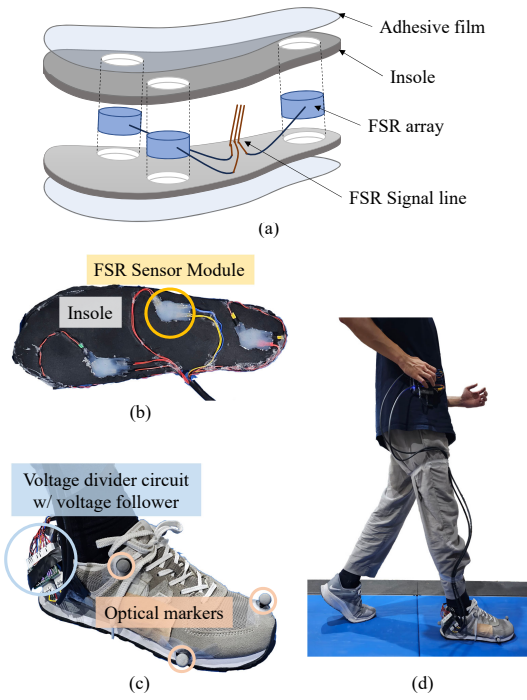 Adhesive film
Insole
FSR array
FSR Signal line
(a)
FSR Sensor Module
Insole
(b)
Voltage divider circuit
w/ voltage follower
Optical markers
(c)
(d)